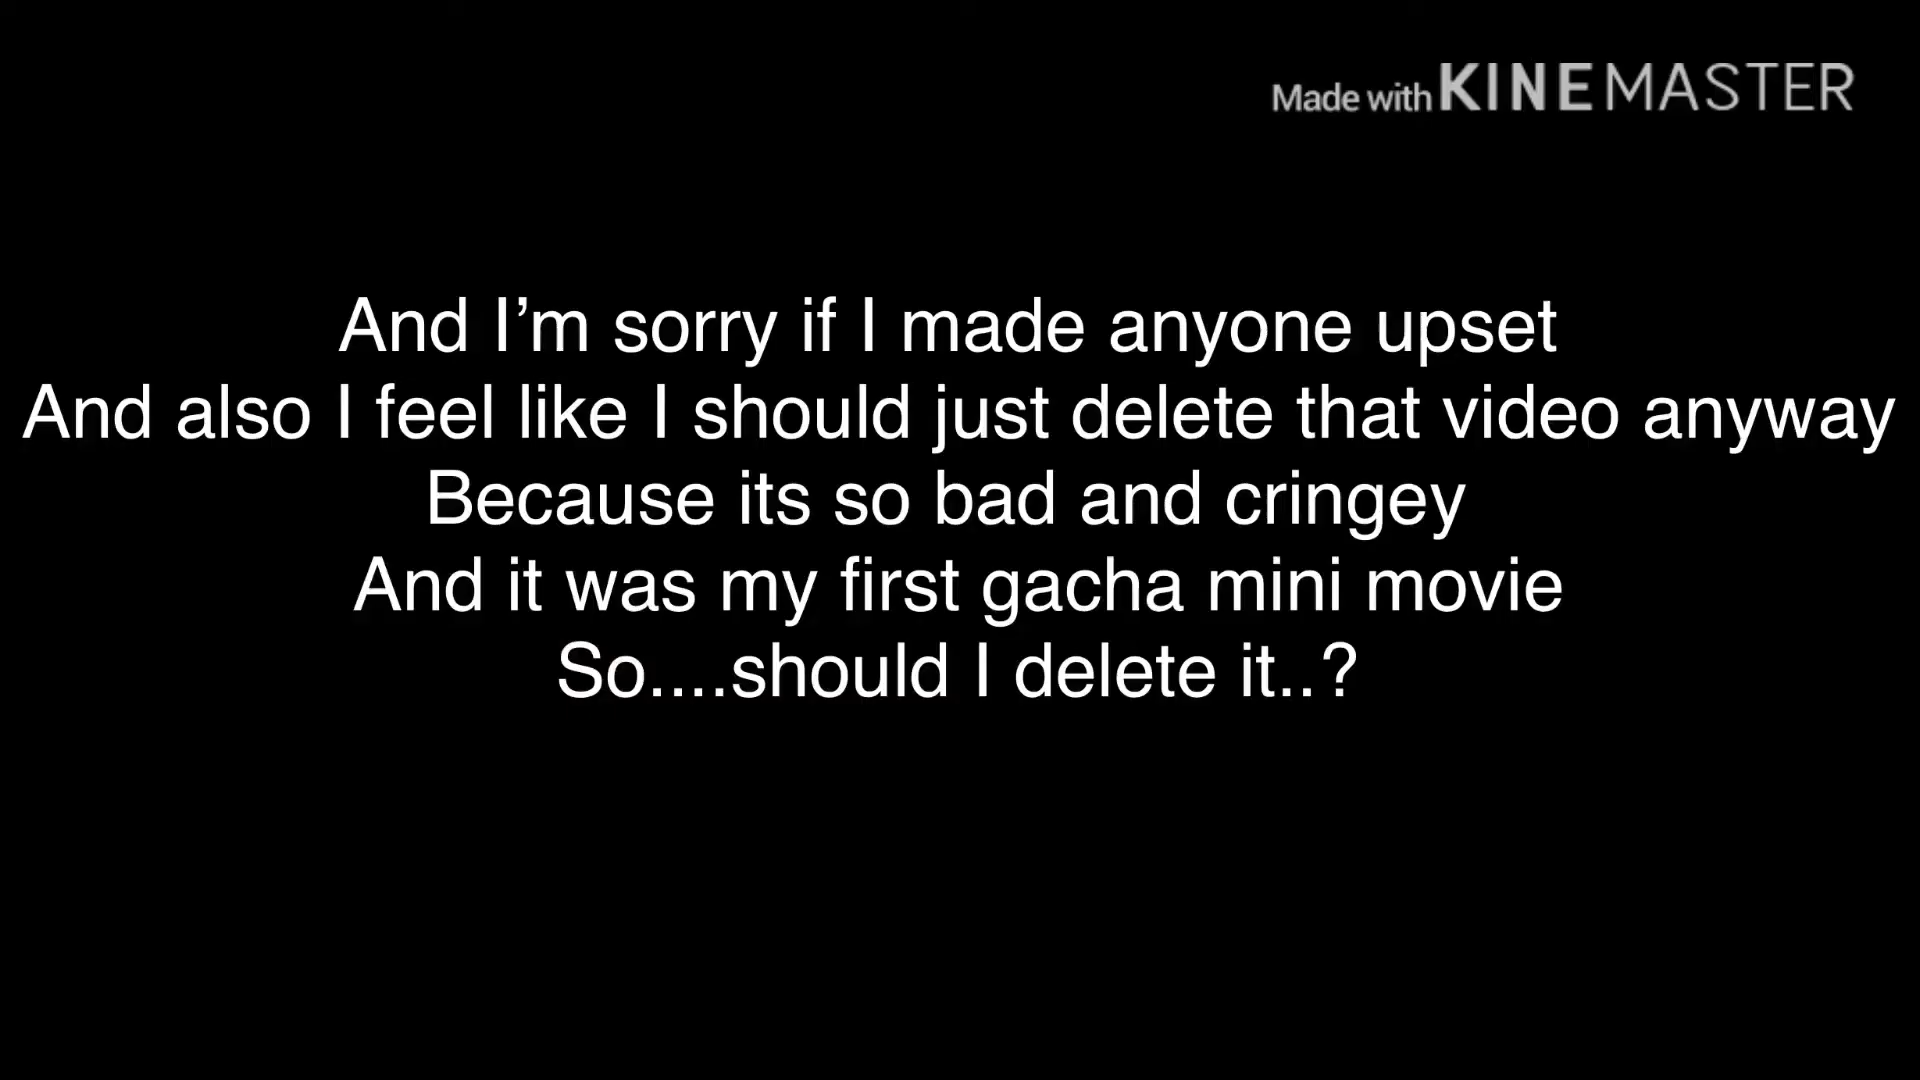 Made with KINEMASTER
And I’m sorry if I made anyone upset
And also I feel like I should just delete that video anyway
Because its so bad and cringey
And it was my first gacha mini movie
So....should I delete it..?